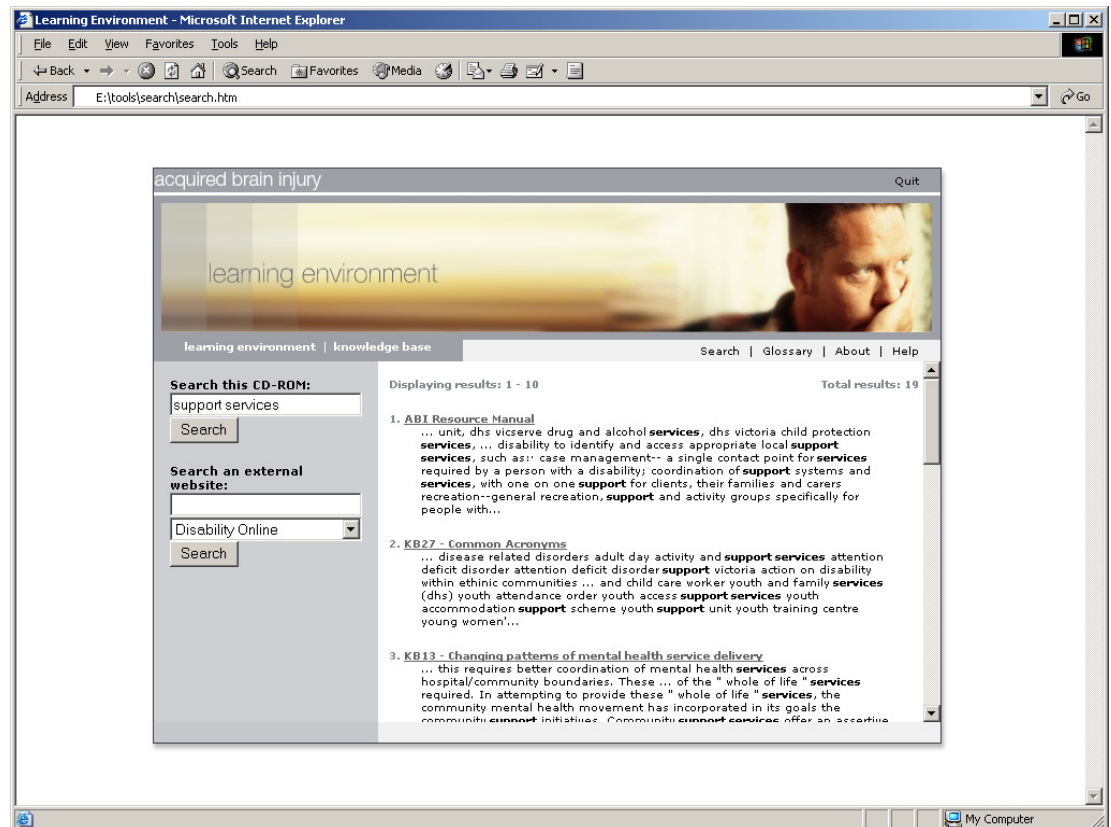 Learning Environment - Microsoft Internet Explorer
File Edit View Favorites Tools Help
Back Search Favorites Media
Address E:\tools\search\search.htm Go
acquired brain injury
Quit
learning environment
learning environment | knowledge base
Search | Glossary | About | Help
Search this CD-ROM:
support services
Search
Search an external
website:
Disability Online
Search
Displaying results: 1 - 10 Total results: 19
1. ABI Resource Manual
... unit, dhs vicserve drug and alcohol services, dhs victoria child protection
services, ... disability to identify and access appropriate local support
services, such as:· case management-- a single contact point for services
required by a person with a disability; coordination of support systems and
services, with one on one support for clients, their families and carers
recreation--general recreation, support and activity groups specifically for
people with...
2. KB27 - Common Acronyms
... disease related disorders adult day activity and support services attention
deficit disorder attention deficit disorder support victoria action on disability
within ethinic communities ... and child care worker youth and family services
(dhs) youth attendance order youth access support services youth
accommodation support scheme youth support unit youth training centre
young women'...
3. KB13 - Changing patterns of mental health service delivery
... this requires better coordination of mental health services across
hospital/community boundaries. These ... of the " whole of life " services
required. In attempting to provide these " whole of life " services, the
community mental health movement has incorporated in its goals the
community support initiatives. Community support services offer an assertive
My Computer